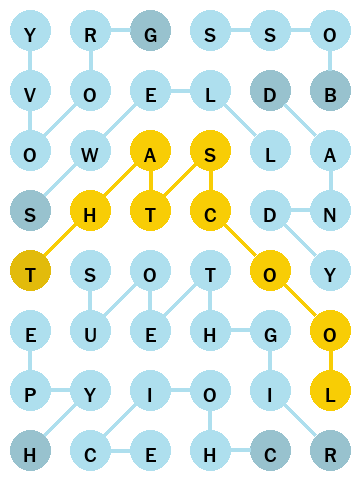 Y R G S S O
V O E L D B
O W A S L A
S H T C D N
T S O T O Y
E U E H G O
P Y I O I L
H C E H C R